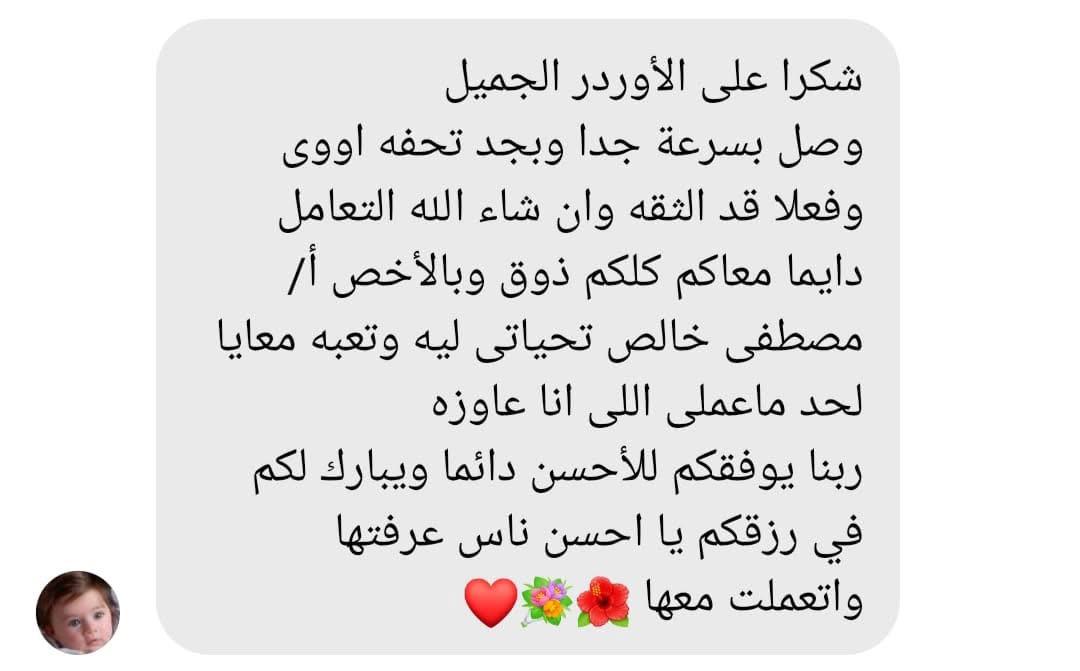 شكرا على الأوردر الجميل
وصل بسرعة جدا وبجد تحفه اووى
وفعلا قد الثقه وان شاء الله التعامل
دايما معاكم كلكم ذوق وبالأخص أ/
مصطفى خالص تحياتى ليه وتعبه معايا
لحد ماعملى اللى انا عاوزه
ربنا يوفقكم للأحسن دائما ويبارك لكم
في رزقكم يا احسن ناس عرفتها
واتعملت معها 🌺💐❤️